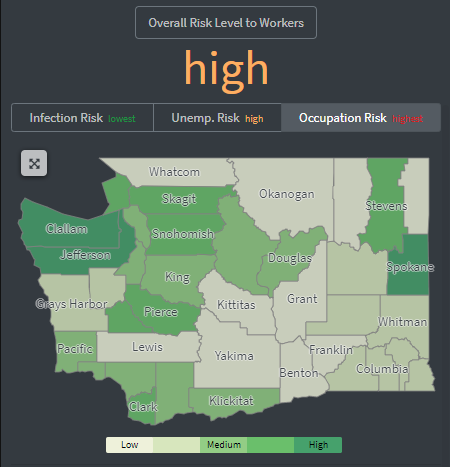 Overall Risk Level to Workers
high
Infection Risk lowest Unemp. Risk high Occupation Risk highest
Whatcom
Okanogan
Skagit
Stevens
Clallam
Snohomish
Jefferson
Douglas
Spokane
King
Grays Harbor
Kittitas
Grant
Pierce
Whitman
Pacific
Lewis
Yakima
Franklin
Benton
Columbia
Clark
Klickitat
Low Medium High